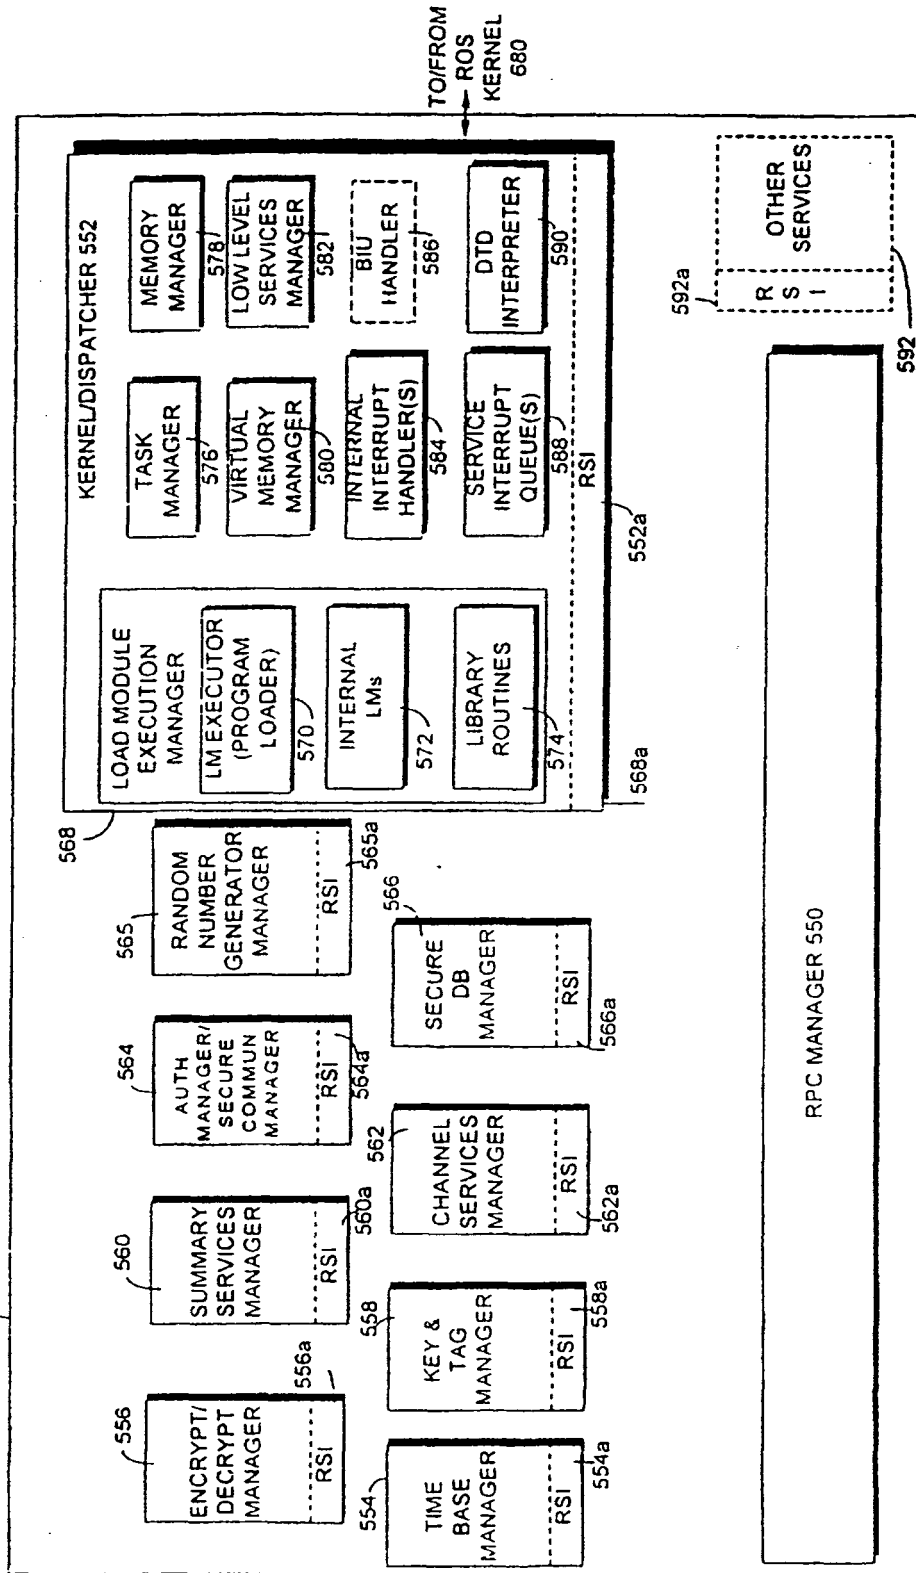 KERNEL/DISPATCHER 552
TO/FROM
ROS
KERNEL
680
568
LOAD MODULE
EXECUTION
MANAGER
LM EXECUTOR
(PROGRAM
LOADER)
570
INTERNAL
LMs
572
LIBRARY
ROUTINES
574
568a
TASK
MANAGER
576
MEMORY
MANAGER
578
VIRTUAL
MEMORY
MANAGER
580
LOW LEVEL
SERVICES
MANAGER
582
INTERNAL
INTERRUPT
HANDLER(S)
584
BIU
HANDLER
586
SERVICE
INTERRUPT
QUEUE(S)
588
DTD
INTERPRETER
590
RSI
552a
556
ENCRYPT/
DECRYPT
MANAGER
RSI
556a
560
SUMMARY
SERVICES
MANAGER
RSI
560a
564
AUTH
MANAGER/
SECURE
COMMUN
MANAGER
RSI
564a
565
RANDOM
NUMBER
GENERATOR
MANAGER
RSI
565a
554
TIME
BASE
MANAGER
RSI
554a
558
KEY &
TAG
MANAGER
RSI
558a
562
CHANNEL
SERVICES
MANAGER
RSI
562a
566
SECURE
DB
MANAGER
RSI
566a
592a
R
S
I
OTHER
SERVICES
592
RPC MANAGER 550